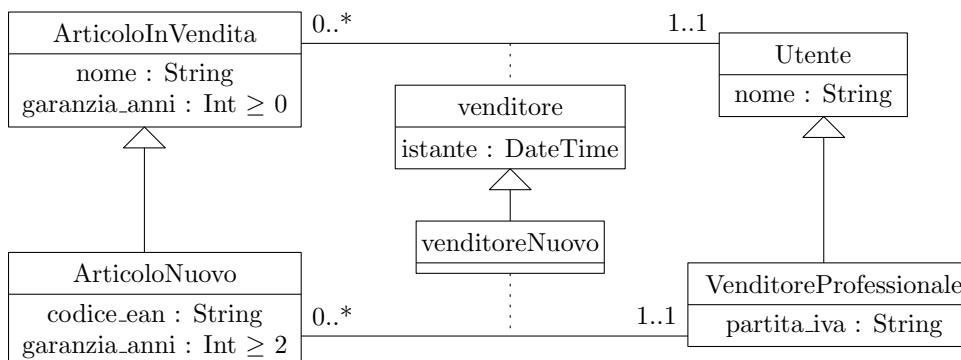 ArticoloInVendita
nome : String
garanzia_anni : Int ≥ 0
0..*
1..1
Utente
nome : String
venditore
istante : DateTime
venditoreNuovo
ArticoloNuovo
codice_ean : String
garanzia_anni : Int ≥ 2
0..*
1..1
VenditoreProfessionale
partita_iva : String